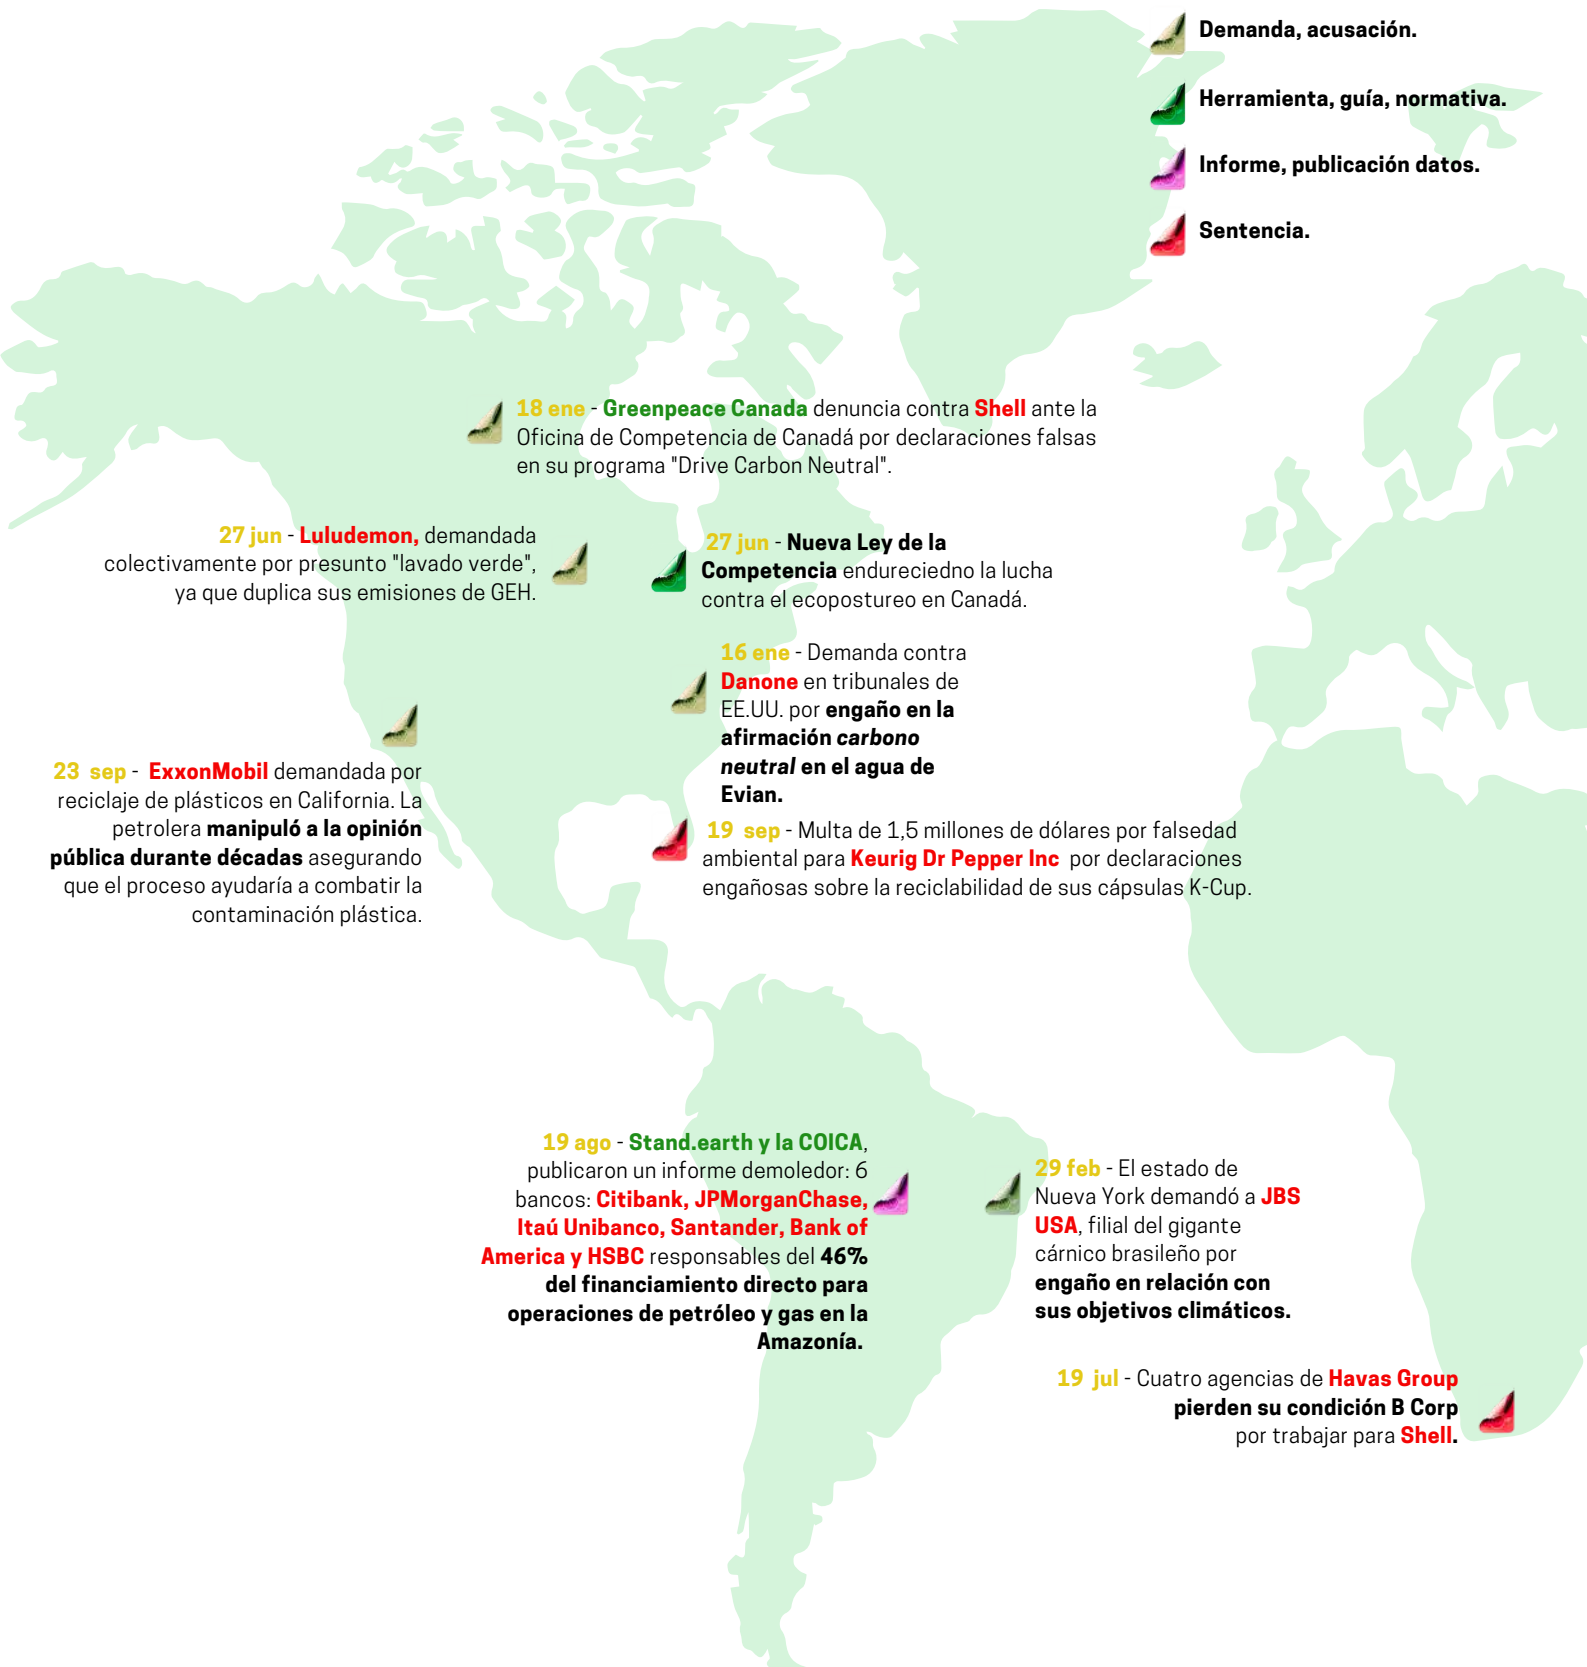 Demanda, acusación.
Herramienta, guía, normativa.
Informe, publicación datos.
Sentencia.
18 ene - Greenpeace Canada denuncia contra Shell ante la
Oficina de Competencia de Canadá por declaraciones falsas
en su programa "Drive Carbon Neutral".
27 jun - Luludemon, demandada
colectivamente por presunto "lavado verde",
ya que duplica sus emisiones de GEH.
27 jun - Nueva Ley de la
Competencia endureciedno la lucha
contra el ecopostureo en Canadá.
16 ene - Demanda contra
Danone en tribunales de
EE.UU. por engaño en la
afirmación carbono
neutral en el agua de
Evian.
23 sep - ExxonMobil demandada por
reciclaje de plásticos en California. La
petrolera manipuló a la opinión
pública durante décadas asegurando
que el proceso ayudaría a combatir la
contaminación plástica.
19 sep - Multa de 1,5 millones de dólares por falsedad
ambiental para Keurig Dr Pepper Inc por declaraciones
engañosas sobre la reciclabilidad de sus cápsulas K-Cup.
19 ago - Stand.earth y la COICA,
publicaron un informe demoledor: 6
bancos: Citibank, JPMorganChase,
Itaú Unibanco, Santander, Bank of
America y HSBC responsables del 46%
del financiamiento directo para
operaciones de petróleo y gas en la
Amazonía.
29 feb - El estado de
Nueva York demandó a JBS
USA, filial del gigante
cárnico brasileño por
engaño en relación con
sus objetivos climáticos.
19 jul - Cuatro agencias de Havas Group
pierden su condición B Corp
por trabajar para Shell.